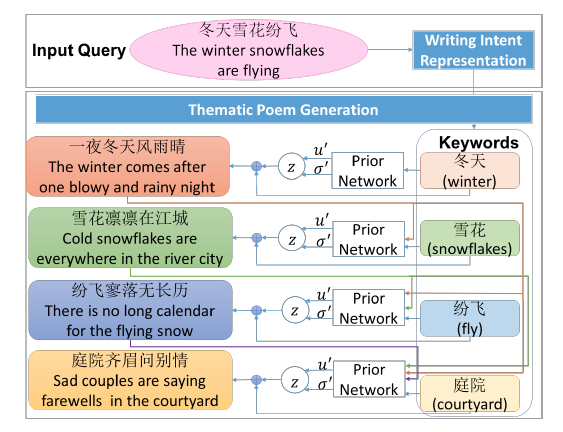 Input Query
冬天雪花纷飞
The winter snowflakes
are flying
Writing Intent
Representation
Thematic Poem Generation
Keywords
一夜冬天风雨晴
The winter comes after
one blowy and rainy night
z
u'
σ'
Prior
Network
冬天
(winter)
雪花凛凛在江城
Cold snowflakes are
everywhere in the river city
z
u'
σ'
Prior
Network
雪花
(snowflakes)
纷飞寥落无长历
There is no long calendar
for the flying snow
z
u'
σ'
Prior
Network
纷飞
(fly)
庭院齐眉问别情
Sad couples are saying
farewells in the courtyard
z
u'
σ'
Prior
Network
庭院
(courtyard)